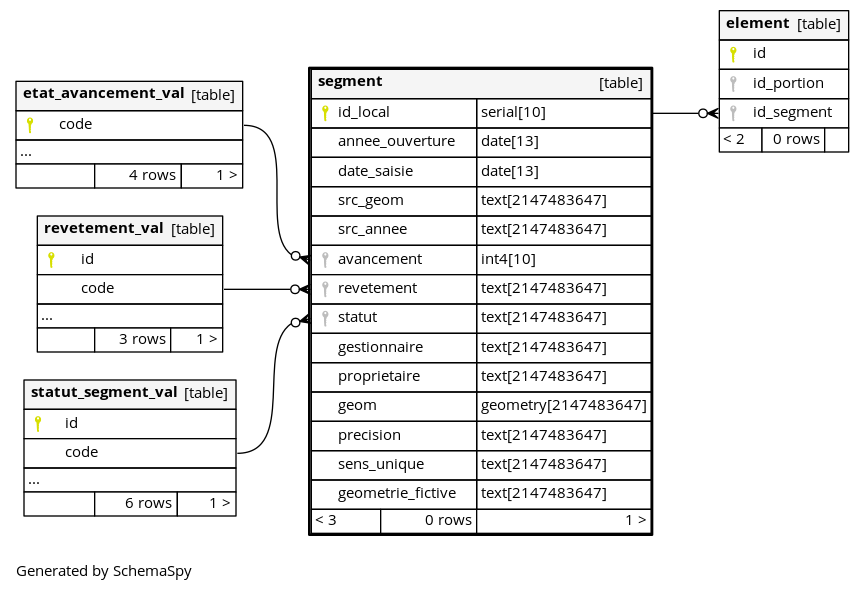 etat_avancement_val [table]
code
...
4 rows 1 >
revetement_val [table]
id
code
...
3 rows 1 >
statut_segment_val [table]
id
code
...
6 rows 1 >
segment [table]
id_local serial[10]
annee_ouverture date[13]
date_saisie date[13]
src_geom text[2147483647]
src_annee text[2147483647]
avancement int4[10]
revetement text[2147483647]
statut text[2147483647]
gestionnaire text[2147483647]
proprietaire text[2147483647]
geom geometry[2147483647]
precision text[2147483647]
sens_unique text[2147483647]
geometrie_fictive text[2147483647]
< 3 0 rows 1 >
element [table]
id
id_portion
id_segment
< 2 0 rows
Generated by SchemaSpy